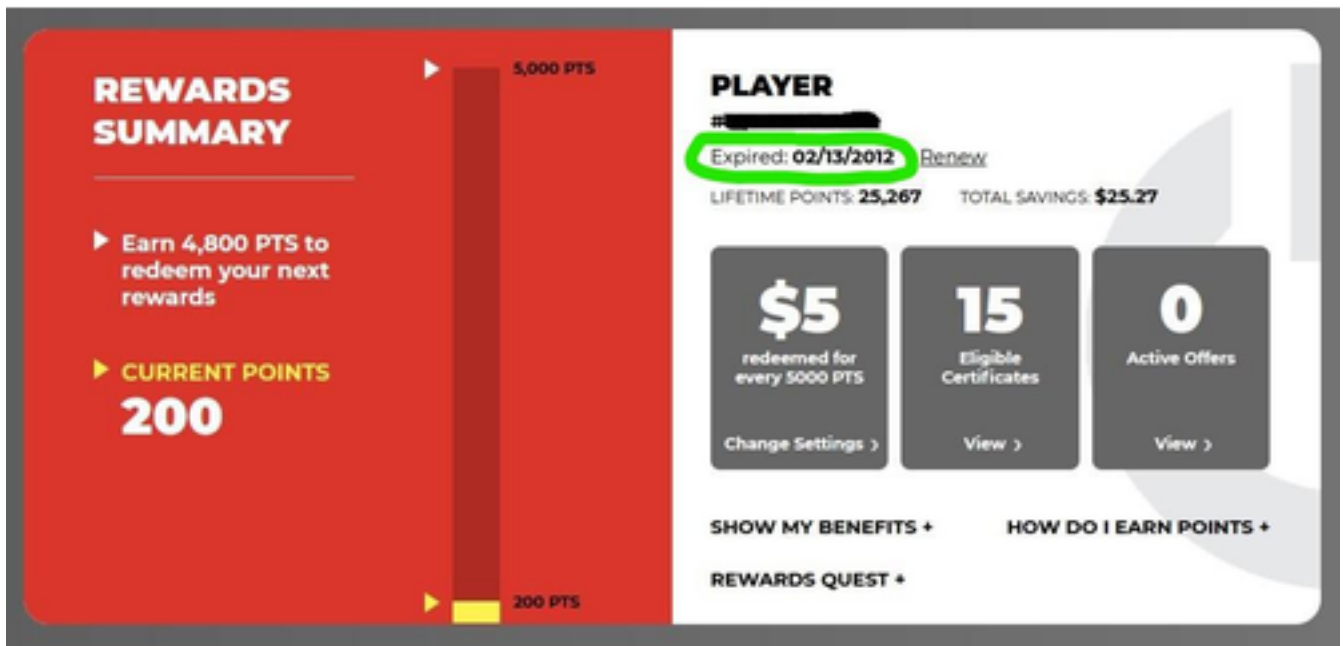 REWARDS
SUMMARY
Earn 4,800 PTS to
redeem your next
rewards
CURRENT POINTS
200
5,000 PTS
200 PTS
PLAYER
#
Expired: 02/13/2012 Renew
LIFETIME POINTS: 25,267 TOTAL SAVINGS: $25.27
$5
redeemed for
every 5000 PTS
Change Settings >
15
Eligible
Certificates
View >
0
Active Offers
View >
SHOW MY BENEFITS + HOW DO I EARN POINTS +
REWARDS QUEST +